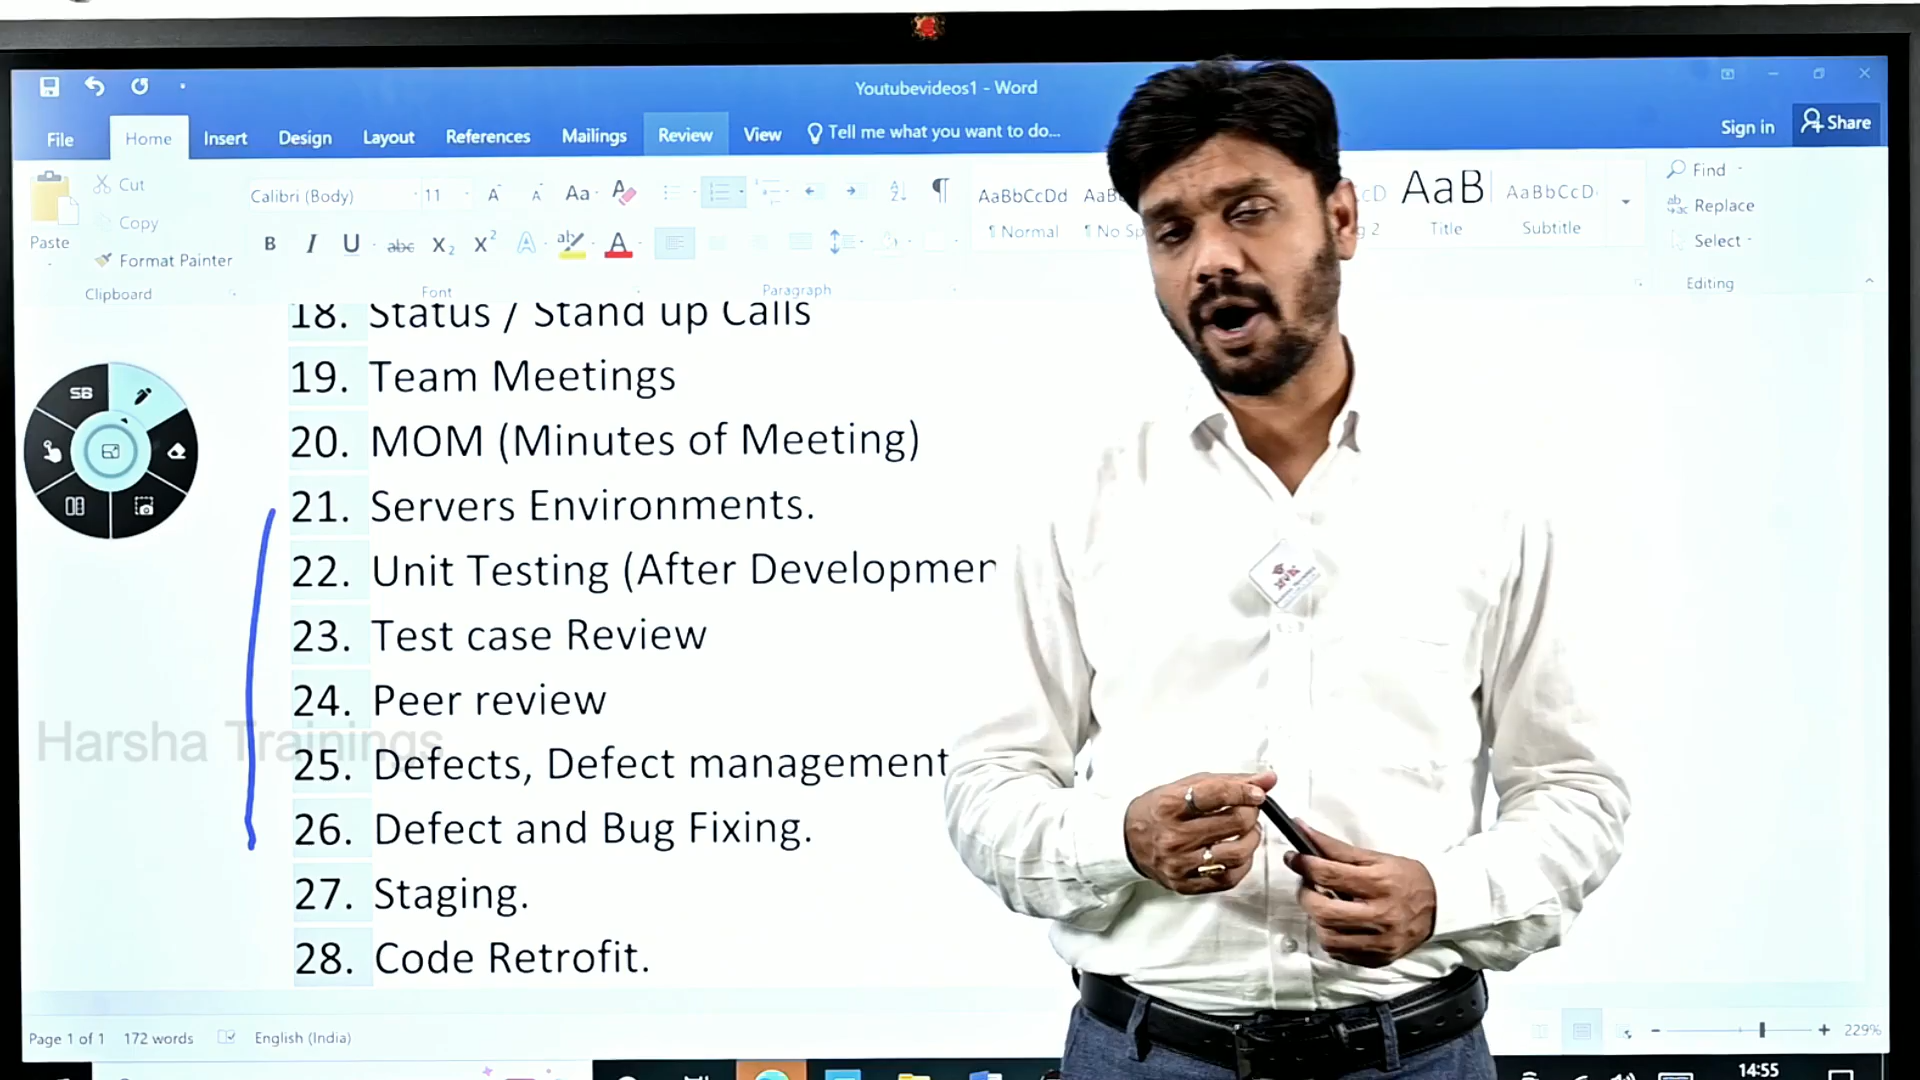 Youtubevideos1 - Word
File Home Insert Design Layout References Mailings Review View Tell me what you want to do... Sign in Share
Cut
Copy
Paste
Format Painter
Clipboard
Calibri (Body) 11
Font
Paragraph
AaBbCcDd
¶ Normal
AaB
Title
AaBbCcD
Subtitle
Find
Replace
Select
Editing
SB
18. Status / Stand up Calls
19. Team Meetings
20. MOM (Minutes of Meeting)
21. Servers Environments.
22. Unit Testing (After Developmen
23. Test case Review
24. Peer review
Harsha Trainings
25. Defects, Defect management
26. Defect and Bug Fixing.
27. Staging.
28. Code Retrofit.
Page 1 of 1 172 words English (India) 229%
14:55